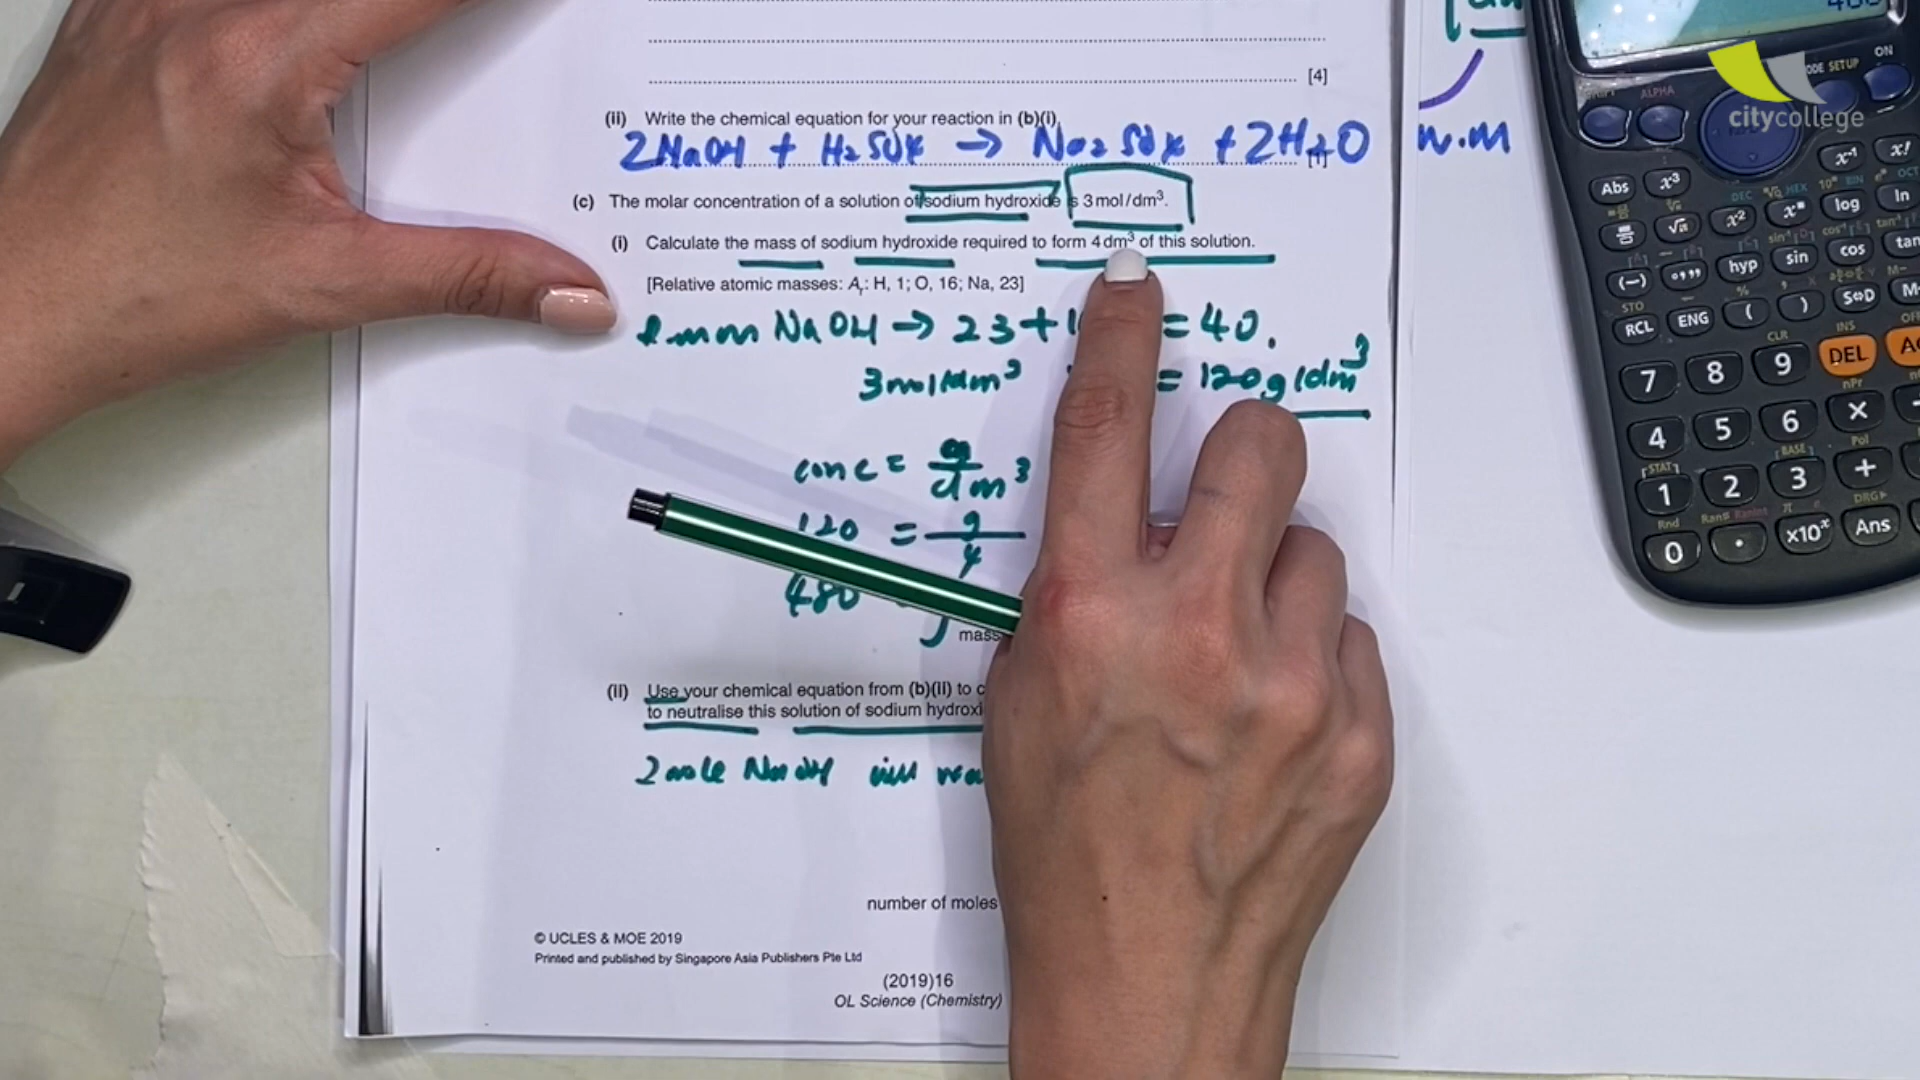 [4]
(ii) Write the chemical equation for your reaction in (b)(i).
2NaOH + H2SO4 → Na2SO4 + 2H2O
w.m
(c) The molar concentration of a solution of sodium hydroxide is 3 mol/dm³.
(i) Calculate the mass of sodium hydroxide required to form 4 dm³ of this solution.
[Relative atomic masses: Ar: H, 1; O, 16; Na, 23]
NaOH → 23 + = 40.
3mol/dm³ = 120g/dm³
conc = g/dm³
120 = g/4
480
mass
(ii) Use your chemical equation from (b)(ii) to
to neutralise this solution of sodium
2 mole NaOH will
number of moles
© UCLES & MOE 2019
Printed and published by Singapore Asia Publishers Pte Ltd
(2019)16
OL Science (Chemistry)
citycollege
SETUP ON
ALPHA
Abs x³ x⁻¹ x!
x² log ln
(−) hyp sin cos tan
RCL ENG ( ) S⇔D
7 8 9 DEL
4 5 6 ×
1 2 3 +
0 . ×10ˣ Ans